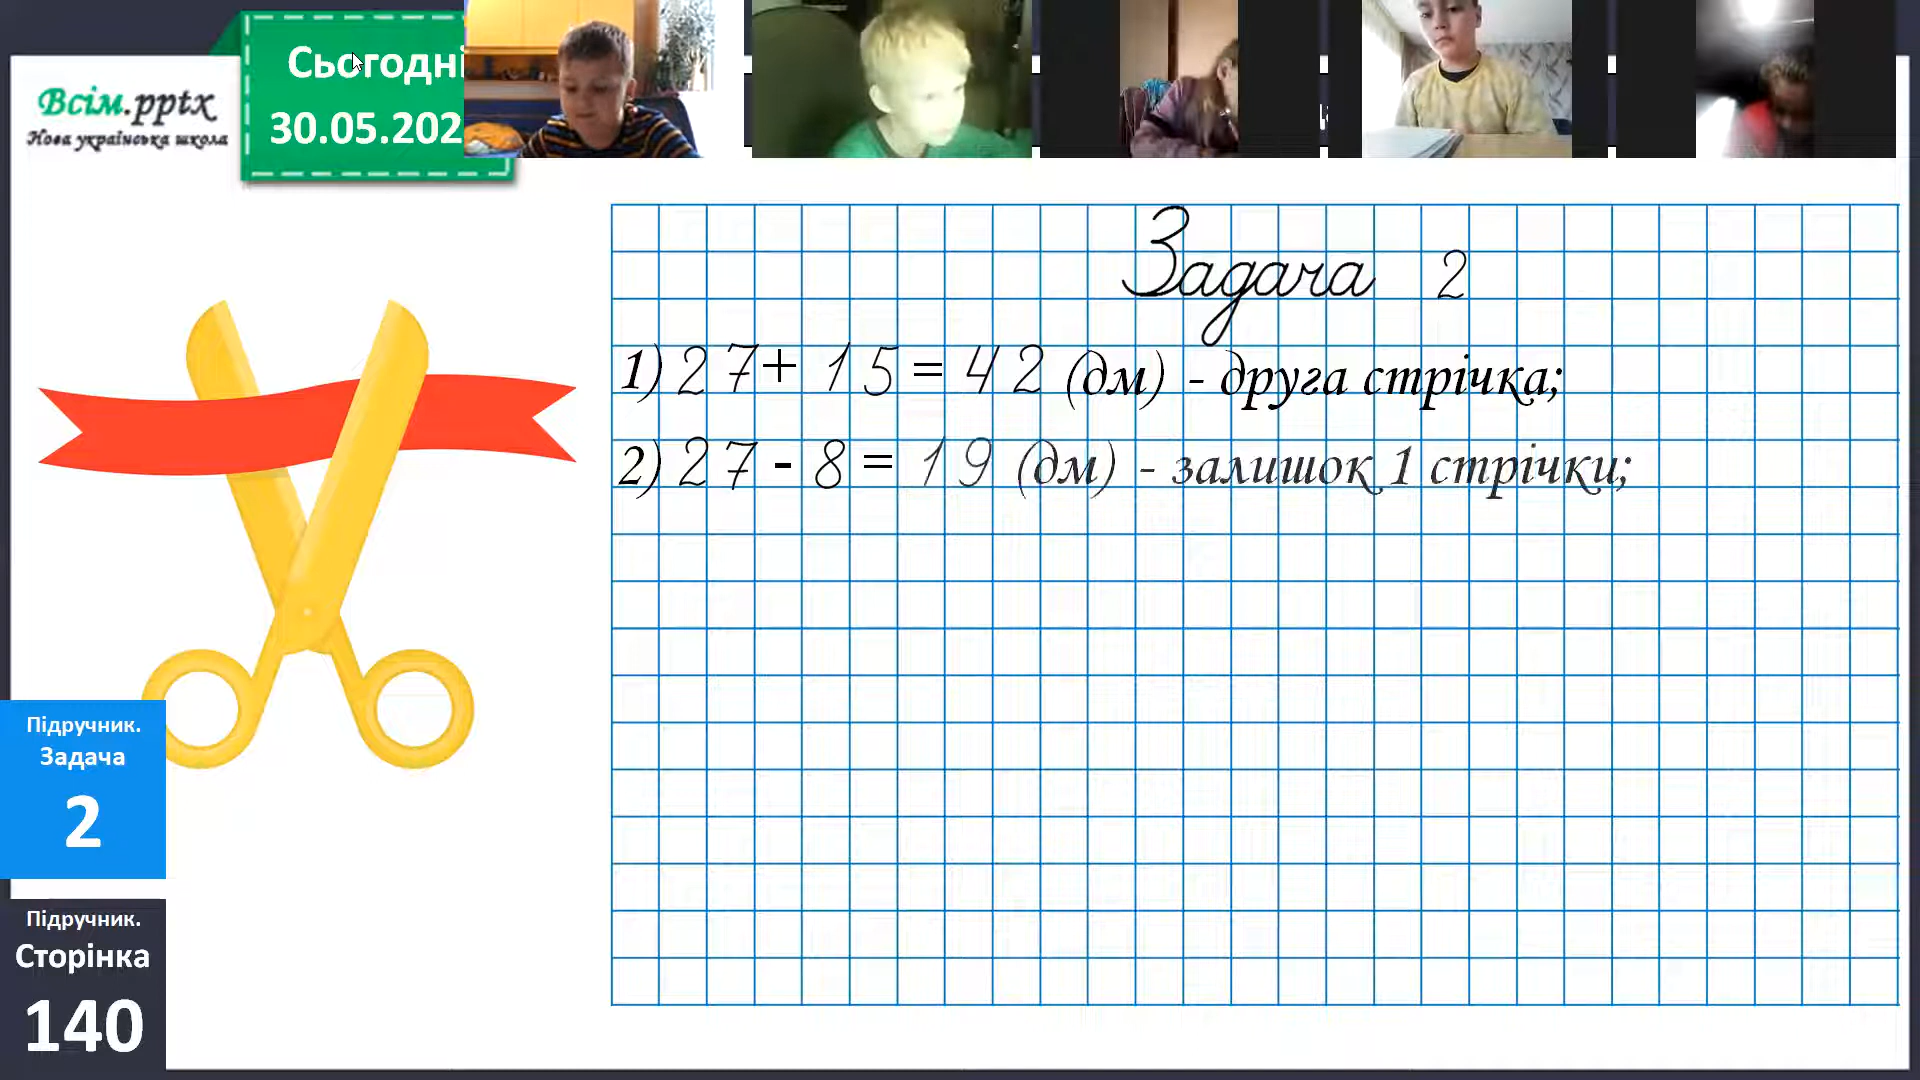 Всім.pptx
Нова українська школа
Сьогодні
30.05.202
Задача 2
1) 27 + 15 = 42 (дм) - друга стрічка;
2) 27 - 8 = 19 (дм) - залишок 1 стрічки;
Підручник.
Задача
2
Підручник.
Сторінка
140